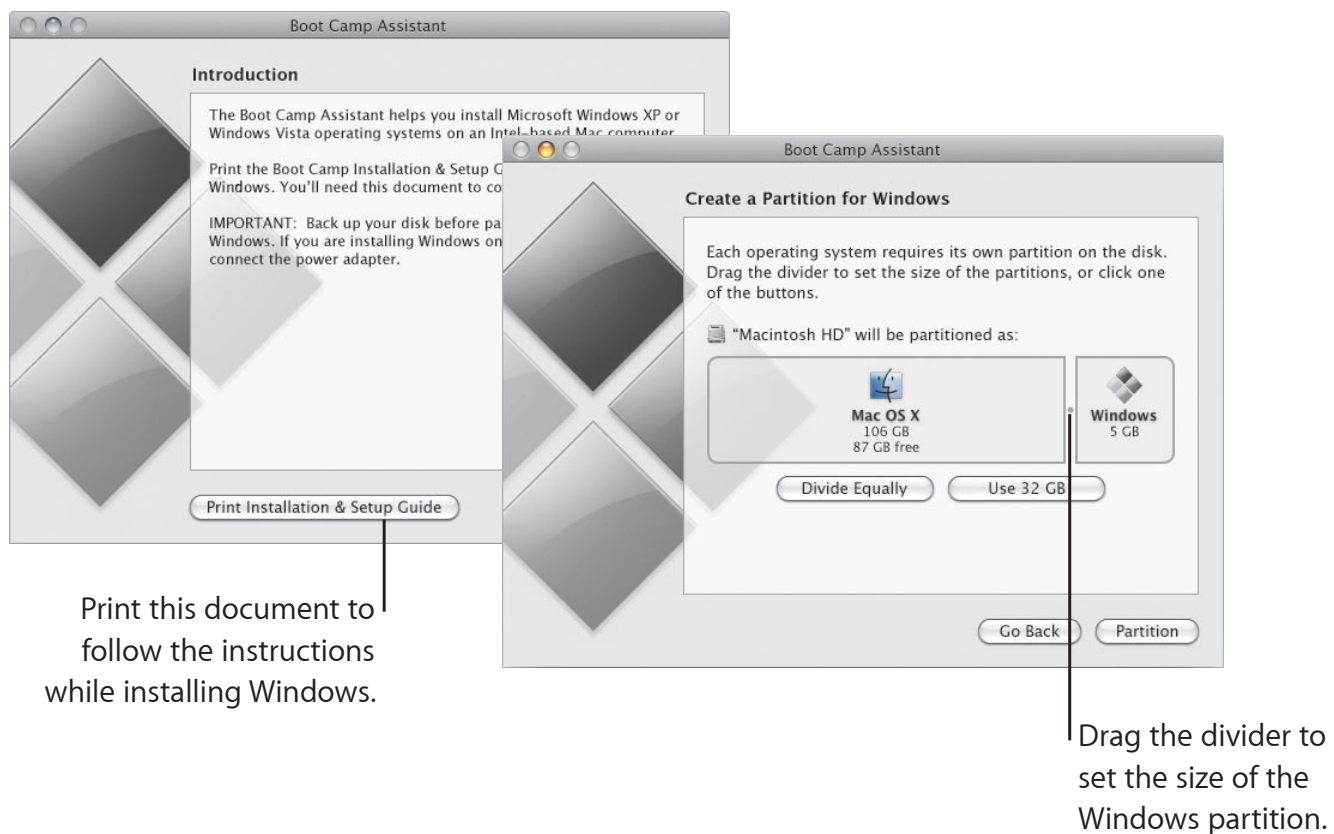 Boot Camp Assistant
Introduction
The Boot Camp Assistant helps you install Microsoft Windows XP or
Windows Vista operating systems on an Intel-based Mac computer.
Print the Boot Camp Installation & Setup G
Windows. You'll need this document to co
IMPORTANT: Back up your disk before pa
Windows. If you are installing Windows on
connect the power adapter.
Print Installation & Setup Guide
Print this document to
follow the instructions
while installing Windows.
Boot Camp Assistant
Create a Partition for Windows
Each operating system requires its own partition on the disk.
Drag the divider to set the size of the partitions, or click one
of the buttons.
"Macintosh HD" will be partitioned as:
Mac OS X
106 GB
87 GB free
Windows
5 GB
Divide Equally
Use 32 GB
Go Back
Partition
Drag the divider to
set the size of the
Windows partition.